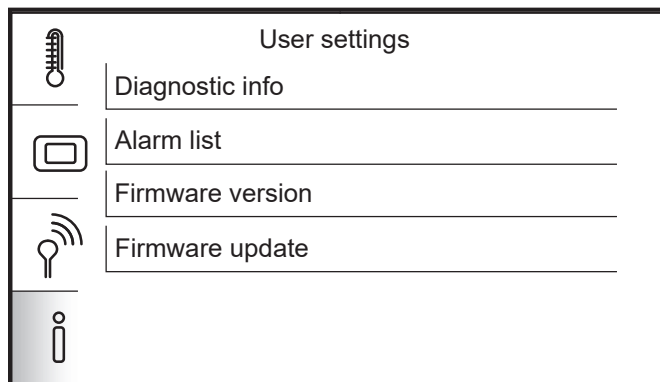 User settings
Diagnostic info
Alarm list
Firmware version
Firmware update